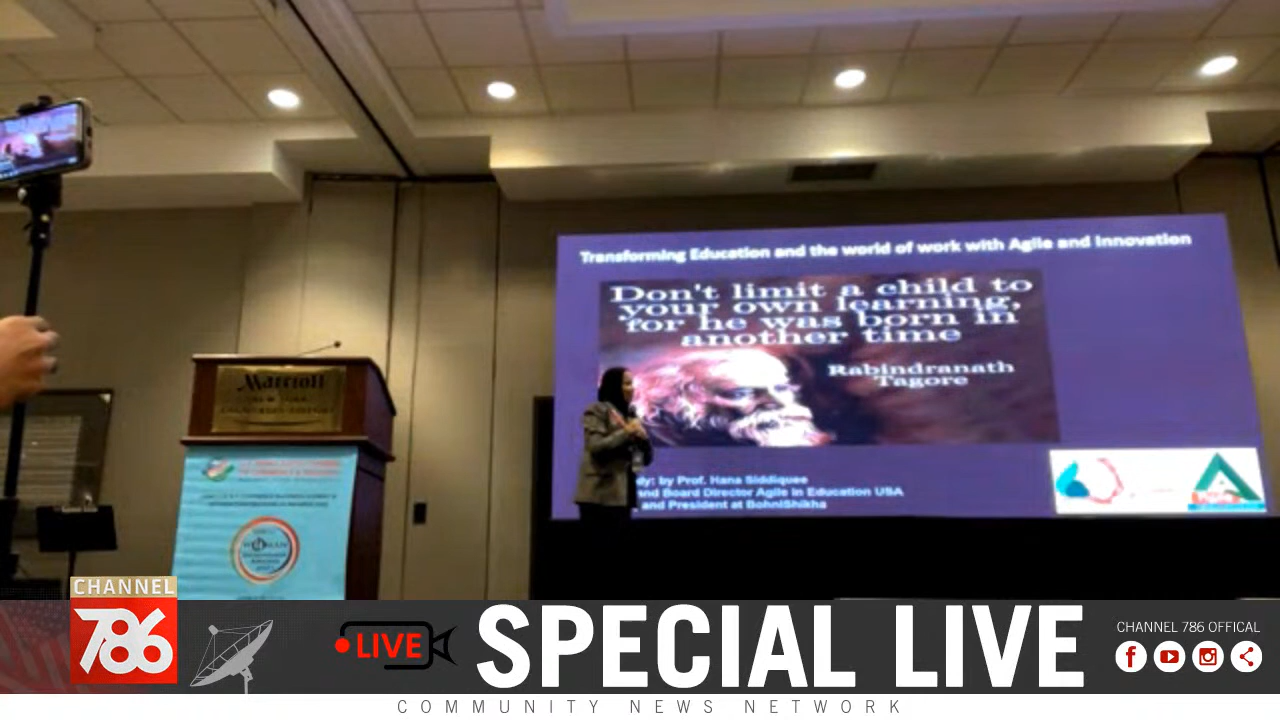 Transforming Education and the world of work with Agile and Innovation
Don't limit a child to
your own learning,
for he was born in
another time
Rabindranath
Tagore
dy: by Prof. Hana Siddiquee
and Board Director Agile in Education USA
and President at BohniShikha
Marriott
CHANNEL
786
LIVE
SPECIAL LIVE
CHANNEL 786 OFFICAL
COMMUNITY NEWS NETWORK